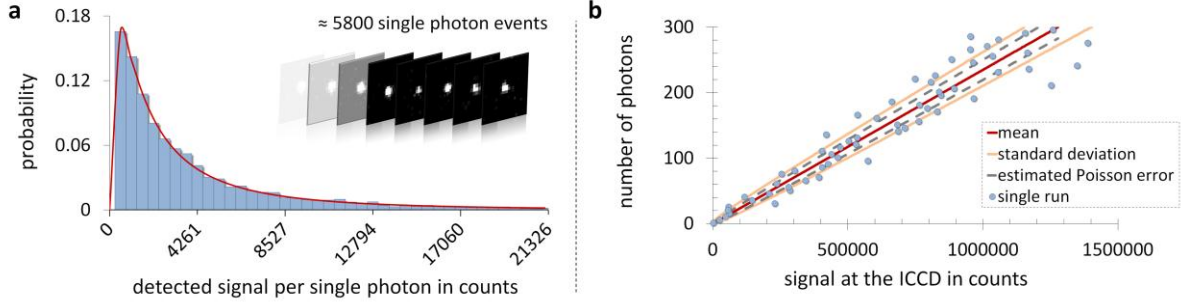 a
≈ 5800 single photon events
probability
0.18
0.12
0.06
0
0
4261
8527
12794
17060
21326
detected signal per single photon in counts
b
number of photons
300
200
100
0
0
500000
1000000
1500000
signal at the ICCD in counts
mean
standard deviation
estimated Poisson error
single run